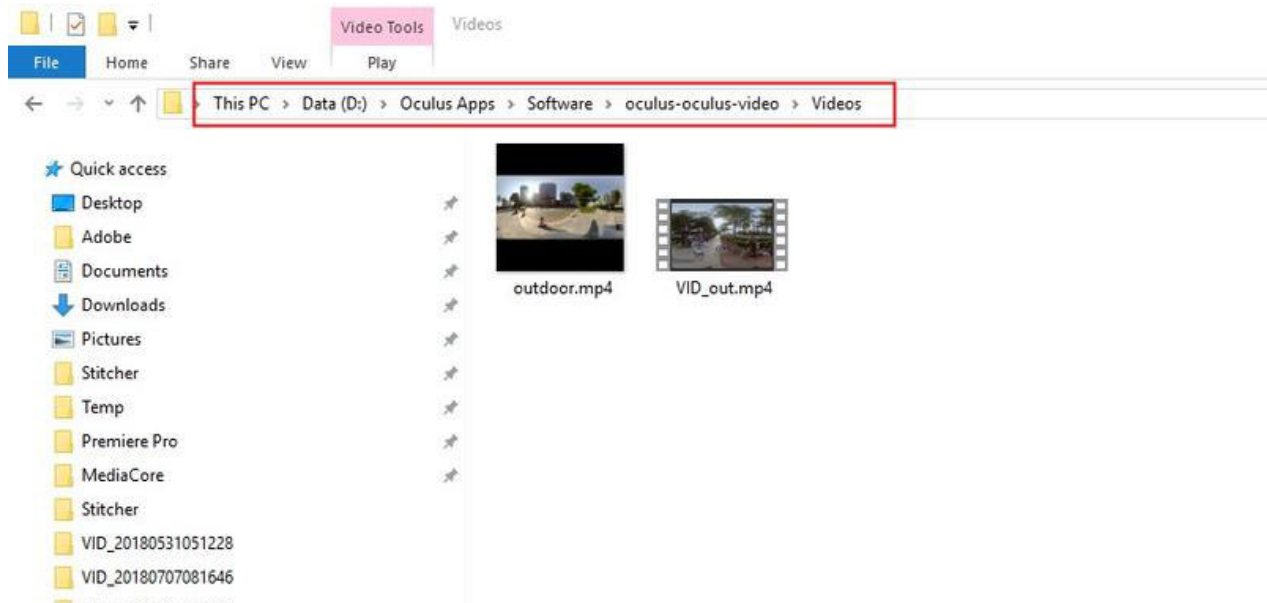 Video Tools Videos
File Home Share View Play
This PC > Data (D:) > Oculus Apps > Software > oculus-oculus-video > Videos
Quick access
Desktop
Adobe
Documents
Downloads
Pictures
Stitcher
Temp
Premiere Pro
MediaCore
Stitcher
VID_20180531051228
VID_20180707081646
outdoor.mp4 VID_out.mp4